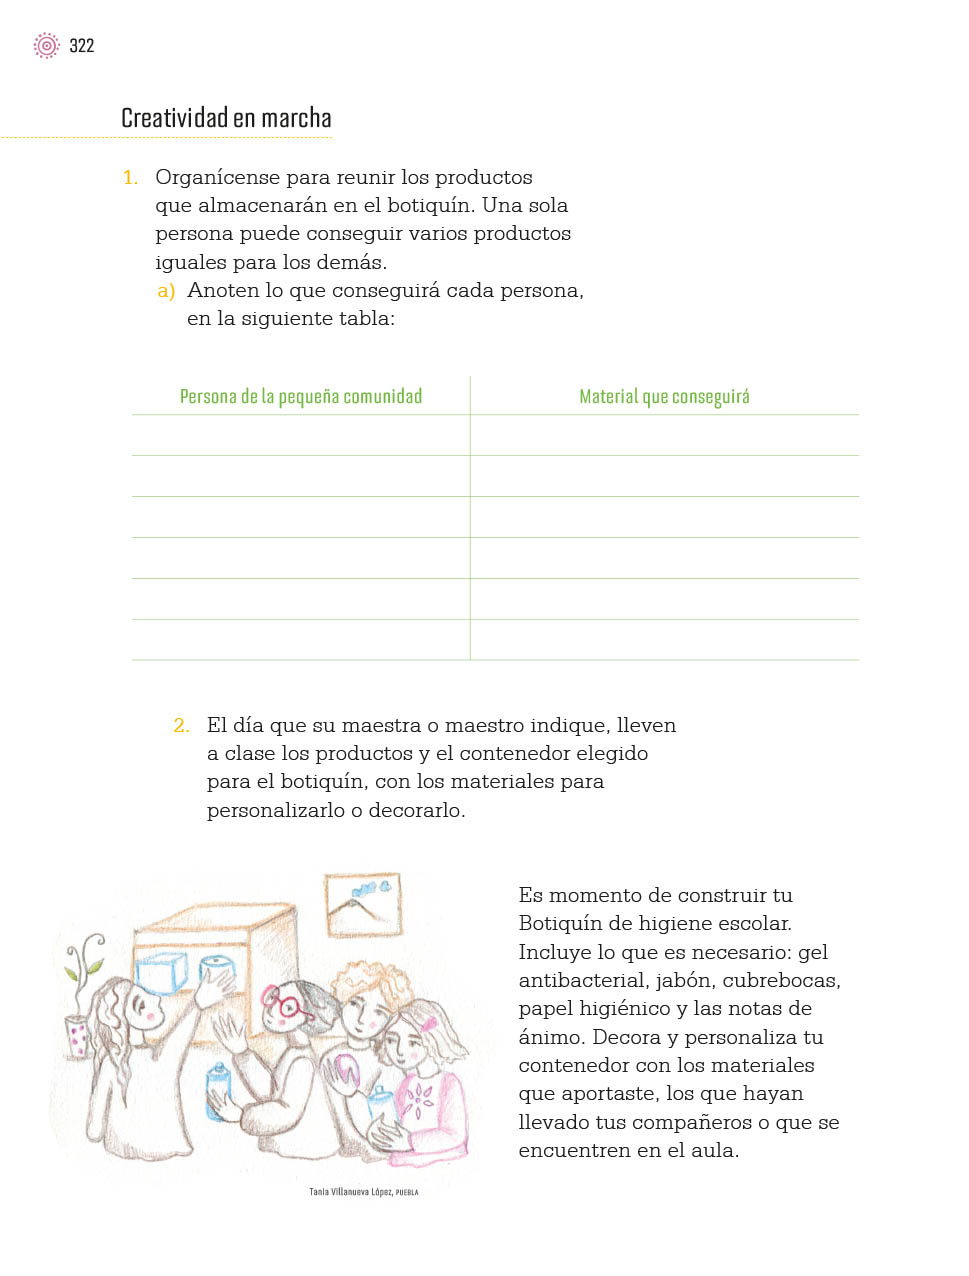 322
Creatividad en marcha
1. Organícense para reunir los productos
que almacenarán en el botiquín. Una sola
persona puede conseguir varios productos
iguales para los demás.
a) Anoten lo que conseguirá cada persona,
en la siguiente tabla:
Persona de la pequeña comunidad Material que conseguirá
2. El día que su maestra o maestro indique, lleven
a clase los productos y el contenedor elegido
para el botiquín, con los materiales para
personalizarlo o decorarlo.
Es momento de construir tu
Botiquín de higiene escolar.
Incluye lo que es necesario: gel
antibacterial, jabón, cubrebocas,
papel higiénico y las notas de
ánimo. Decora y personaliza tu
contenedor con los materiales
que aportaste, los que hayan
llevado tus compañeros o que se
encuentren en el aula.
Tania Villanueva López, PUEBLA